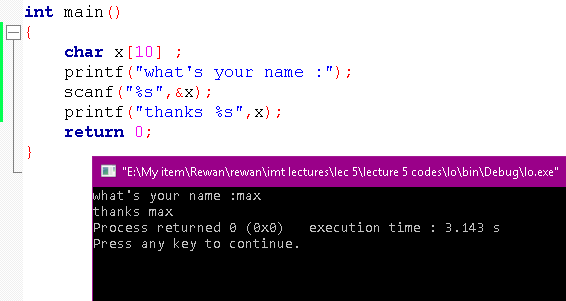 int main()
{
char x[10] ;
printf("what's your name :");
scanf("%s",&x);
printf("thanks %s",x);
return 0;
}
"E:\My item\Rewan\rewan\imt lectures\lec 5\lecture 5 codes\lo\bin\Debug\lo.exe"
what's your name :max
thanks max
Process returned 0 (0x0)   execution time : 3.143 s
Press any key to continue.